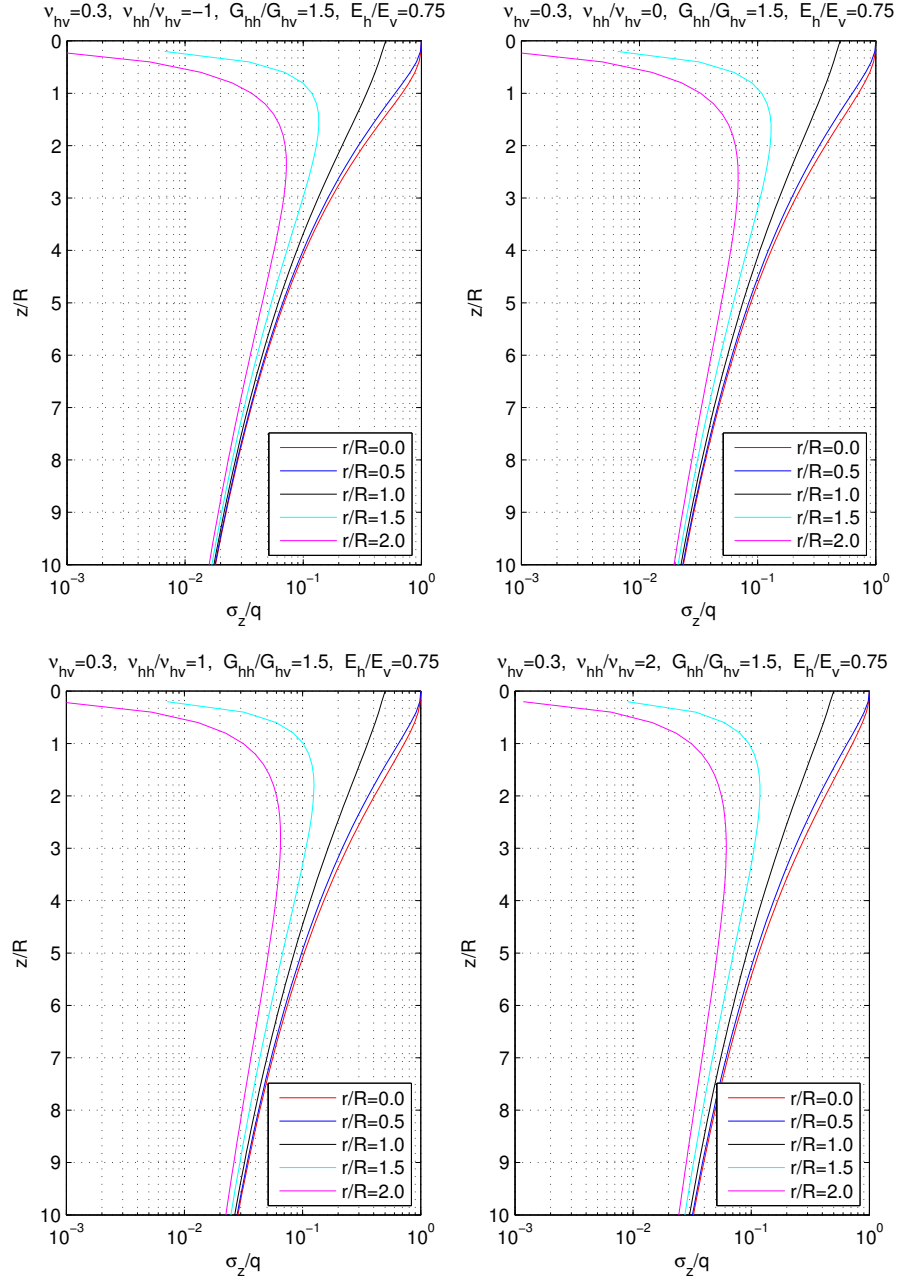 ν_hv=0.3, ν_hh/ν_hv=−1, G_hh/G_hv=1.5, E_h/E_v=0.75
0
1
2
3
4
5
6
7
8
9
10
z/R
10^−3
10^−2
10^−1
10^0
σ_z/q
r/R=0.0
r/R=0.5
r/R=1.0
r/R=1.5
r/R=2.0
ν_hv=0.3, ν_hh/ν_hv=0, G_hh/G_hv=1.5, E_h/E_v=0.75
0
1
2
3
4
5
6
7
8
9
10
z/R
10^−3
10^−2
10^−1
10^0
σ_z/q
r/R=0.0
r/R=0.5
r/R=1.0
r/R=1.5
r/R=2.0
ν_hv=0.3, ν_hh/ν_hv=1, G_hh/G_hv=1.5, E_h/E_v=0.75
0
1
2
3
4
5
6
7
8
9
10
z/R
10^−3
10^−2
10^−1
10^0
σ_z/q
r/R=0.0
r/R=0.5
r/R=1.0
r/R=1.5
r/R=2.0
ν_hv=0.3, ν_hh/ν_hv=2, G_hh/G_hv=1.5, E_h/E_v=0.75
0
1
2
3
4
5
6
7
8
9
10
z/R
10^−3
10^−2
10^−1
10^0
σ_z/q
r/R=0.0
r/R=0.5
r/R=1.0
r/R=1.5
r/R=2.0